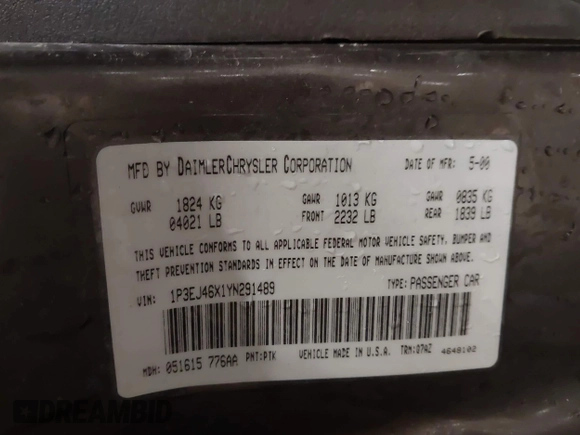 MFD BY DAIMLERCHRYSLER CORPORATION DATE OF MFR: 5-00
GVWR 1824 KG GAWR 1013 KG GAWR 0835 KG
04021 LB FRONT 2232 LB REAR 1839 LB
THIS VEHICLE CONFORMS TO ALL APPLICABLE FEDERAL MOTOR VEHICLE SAFETY, BUMPER AND
THEFT PREVENTION STANDARDS IN EFFECT ON THE DATE OF MANUFACTURE SHOWN ABOVE.
VIN: 1P3EJ46X1YN291489 TYPE: PASSENGER CAR
MDH: 051615 776AA PNT: PTK VEHICLE MADE IN U.S.A. TRM: 07AZ 4648102
DREAMBID